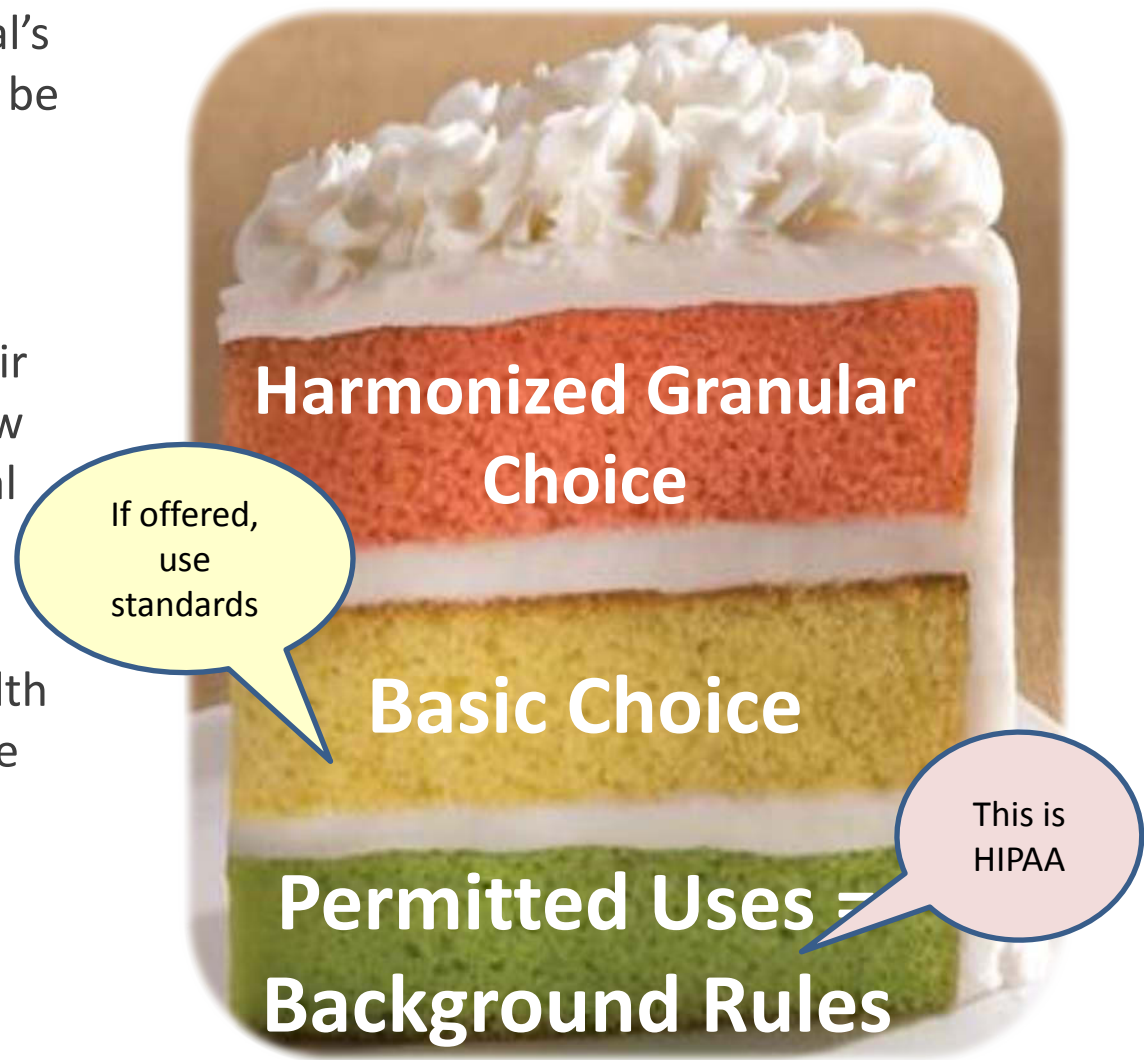 al’s
be
ir
w
al
lth
e
Harmonized Granular
Choice
If offered,
use
standards
Basic Choice
This is
HIPAA
Permitted Uses =
Background Rules